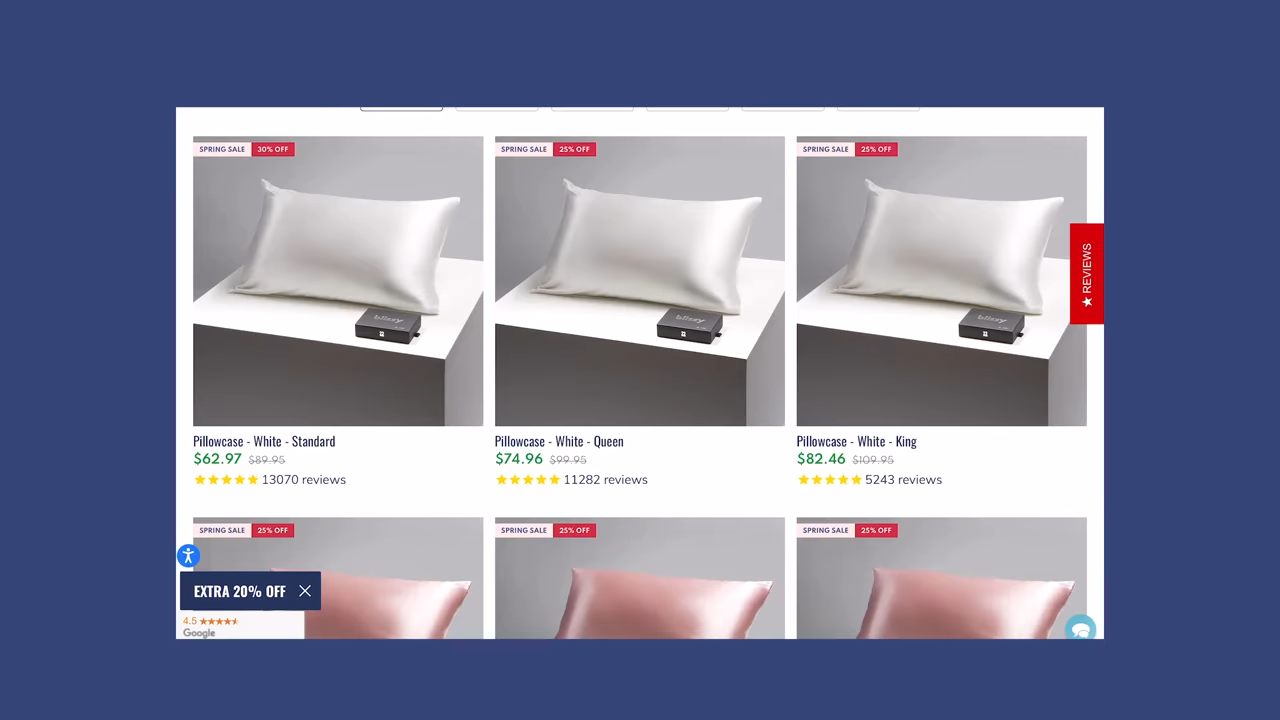 SPRING SALE 30% OFF
SPRING SALE 25% OFF
SPRING SALE 25% OFF
blissy
blissy
blissy
★ REVIEWS
Pillowcase - White - Standard
$62.97 $89.95
13070 reviews
Pillowcase - White - Queen
$74.96 $99.95
11282 reviews
Pillowcase - White - King
$82.46 $109.95
5243 reviews
SPRING SALE 25% OFF
SPRING SALE 25% OFF
SPRING SALE 25% OFF
EXTRA 20% OFF
4.5
Google